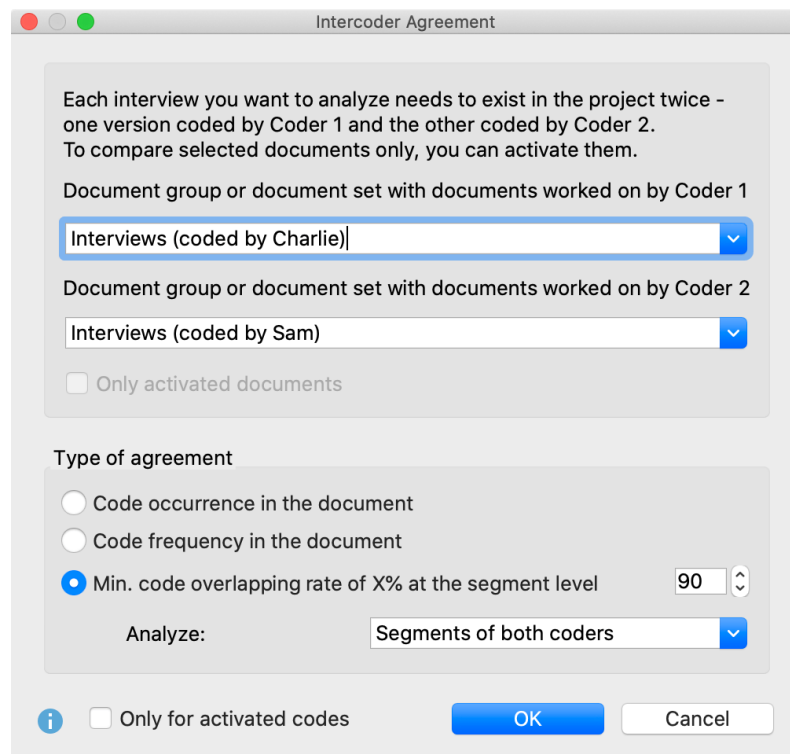 Intercoder Agreement
Each interview you want to analyze needs to exist in the project twice -
one version coded by Coder 1 and the other coded by Coder 2.
To compare selected documents only, you can activate them.
Document group or document set with documents worked on by Coder 1
Interviews (coded by Charlie)
Document group or document set with documents worked on by Coder 2
Interviews (coded by Sam)
Only activated documents
Type of agreement
Code occurrence in the document
Code frequency in the document
Min. code overlapping rate of X% at the segment level 90
Analyze: Segments of both coders
Only for activated codes OK Cancel